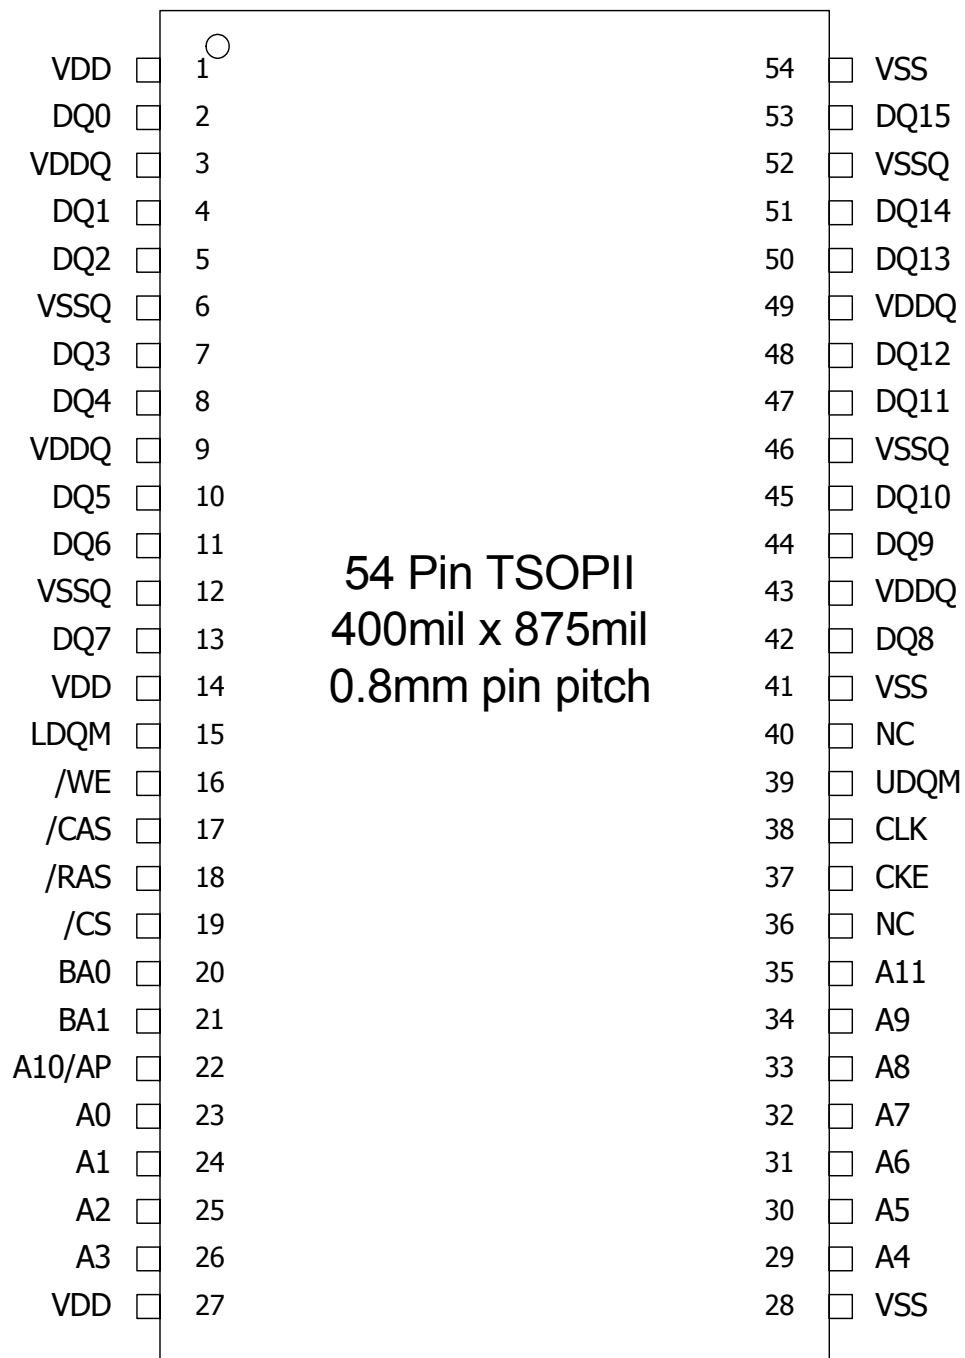 VDD 1 54 VSS
DQ0 2 53 DQ15
VDDQ 3 52 VSSQ
DQ1 4 51 DQ14
DQ2 5 50 DQ13
VSSQ 6 49 VDDQ
DQ3 7 48 DQ12
DQ4 8 47 DQ11
VDDQ 9 46 VSSQ
DQ5 10 45 DQ10
DQ6 11 44 DQ9
54 Pin TSOPII
VSSQ 12 43 VDDQ
400mil x 875mil
DQ7 13 42 DQ8
0.8mm pin pitch
VDD 14 41 VSS
LDQM 15 40 NC
/WE 16 39 UDQM
/CAS 17 38 CLK
/RAS 18 37 CKE
/CS 19 36 NC
BA0 20 35 A11
BA1 21 34 A9
A10/AP 22 33 A8
A0 23 32 A7
A1 24 31 A6
A2 25 30 A5
A3 26 29 A4
VDD 27 28 VSS